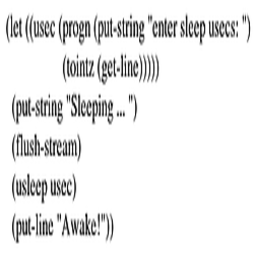 (let ((usec (progn (put-string "enter sleep usecs: ")
(tointz (get-line)))))
(put-string "Sleeping ... ")
(flush-stream)
(usleep usec)
(put-line "Awake!"))